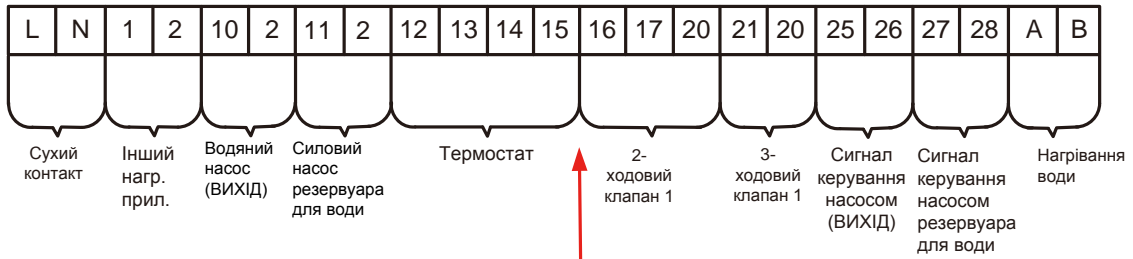 L N 1 2 10 2 11 2 12 13 14 15 16 17 20 21 20 25 26 27 28 A B
Сухий
контакт
Інший
нагр.
прил.
Водяний
насос
(ВИХІД)
Силовий
насос
резервуара
для води
Термостат
2-
ходовий
клапан 1
3-
ходовий
клапан 1
Сигнал
керування
насосом
(ВИХІД)
Сигнал
керування
насосом
резервуара
для води
Нагрівання
води